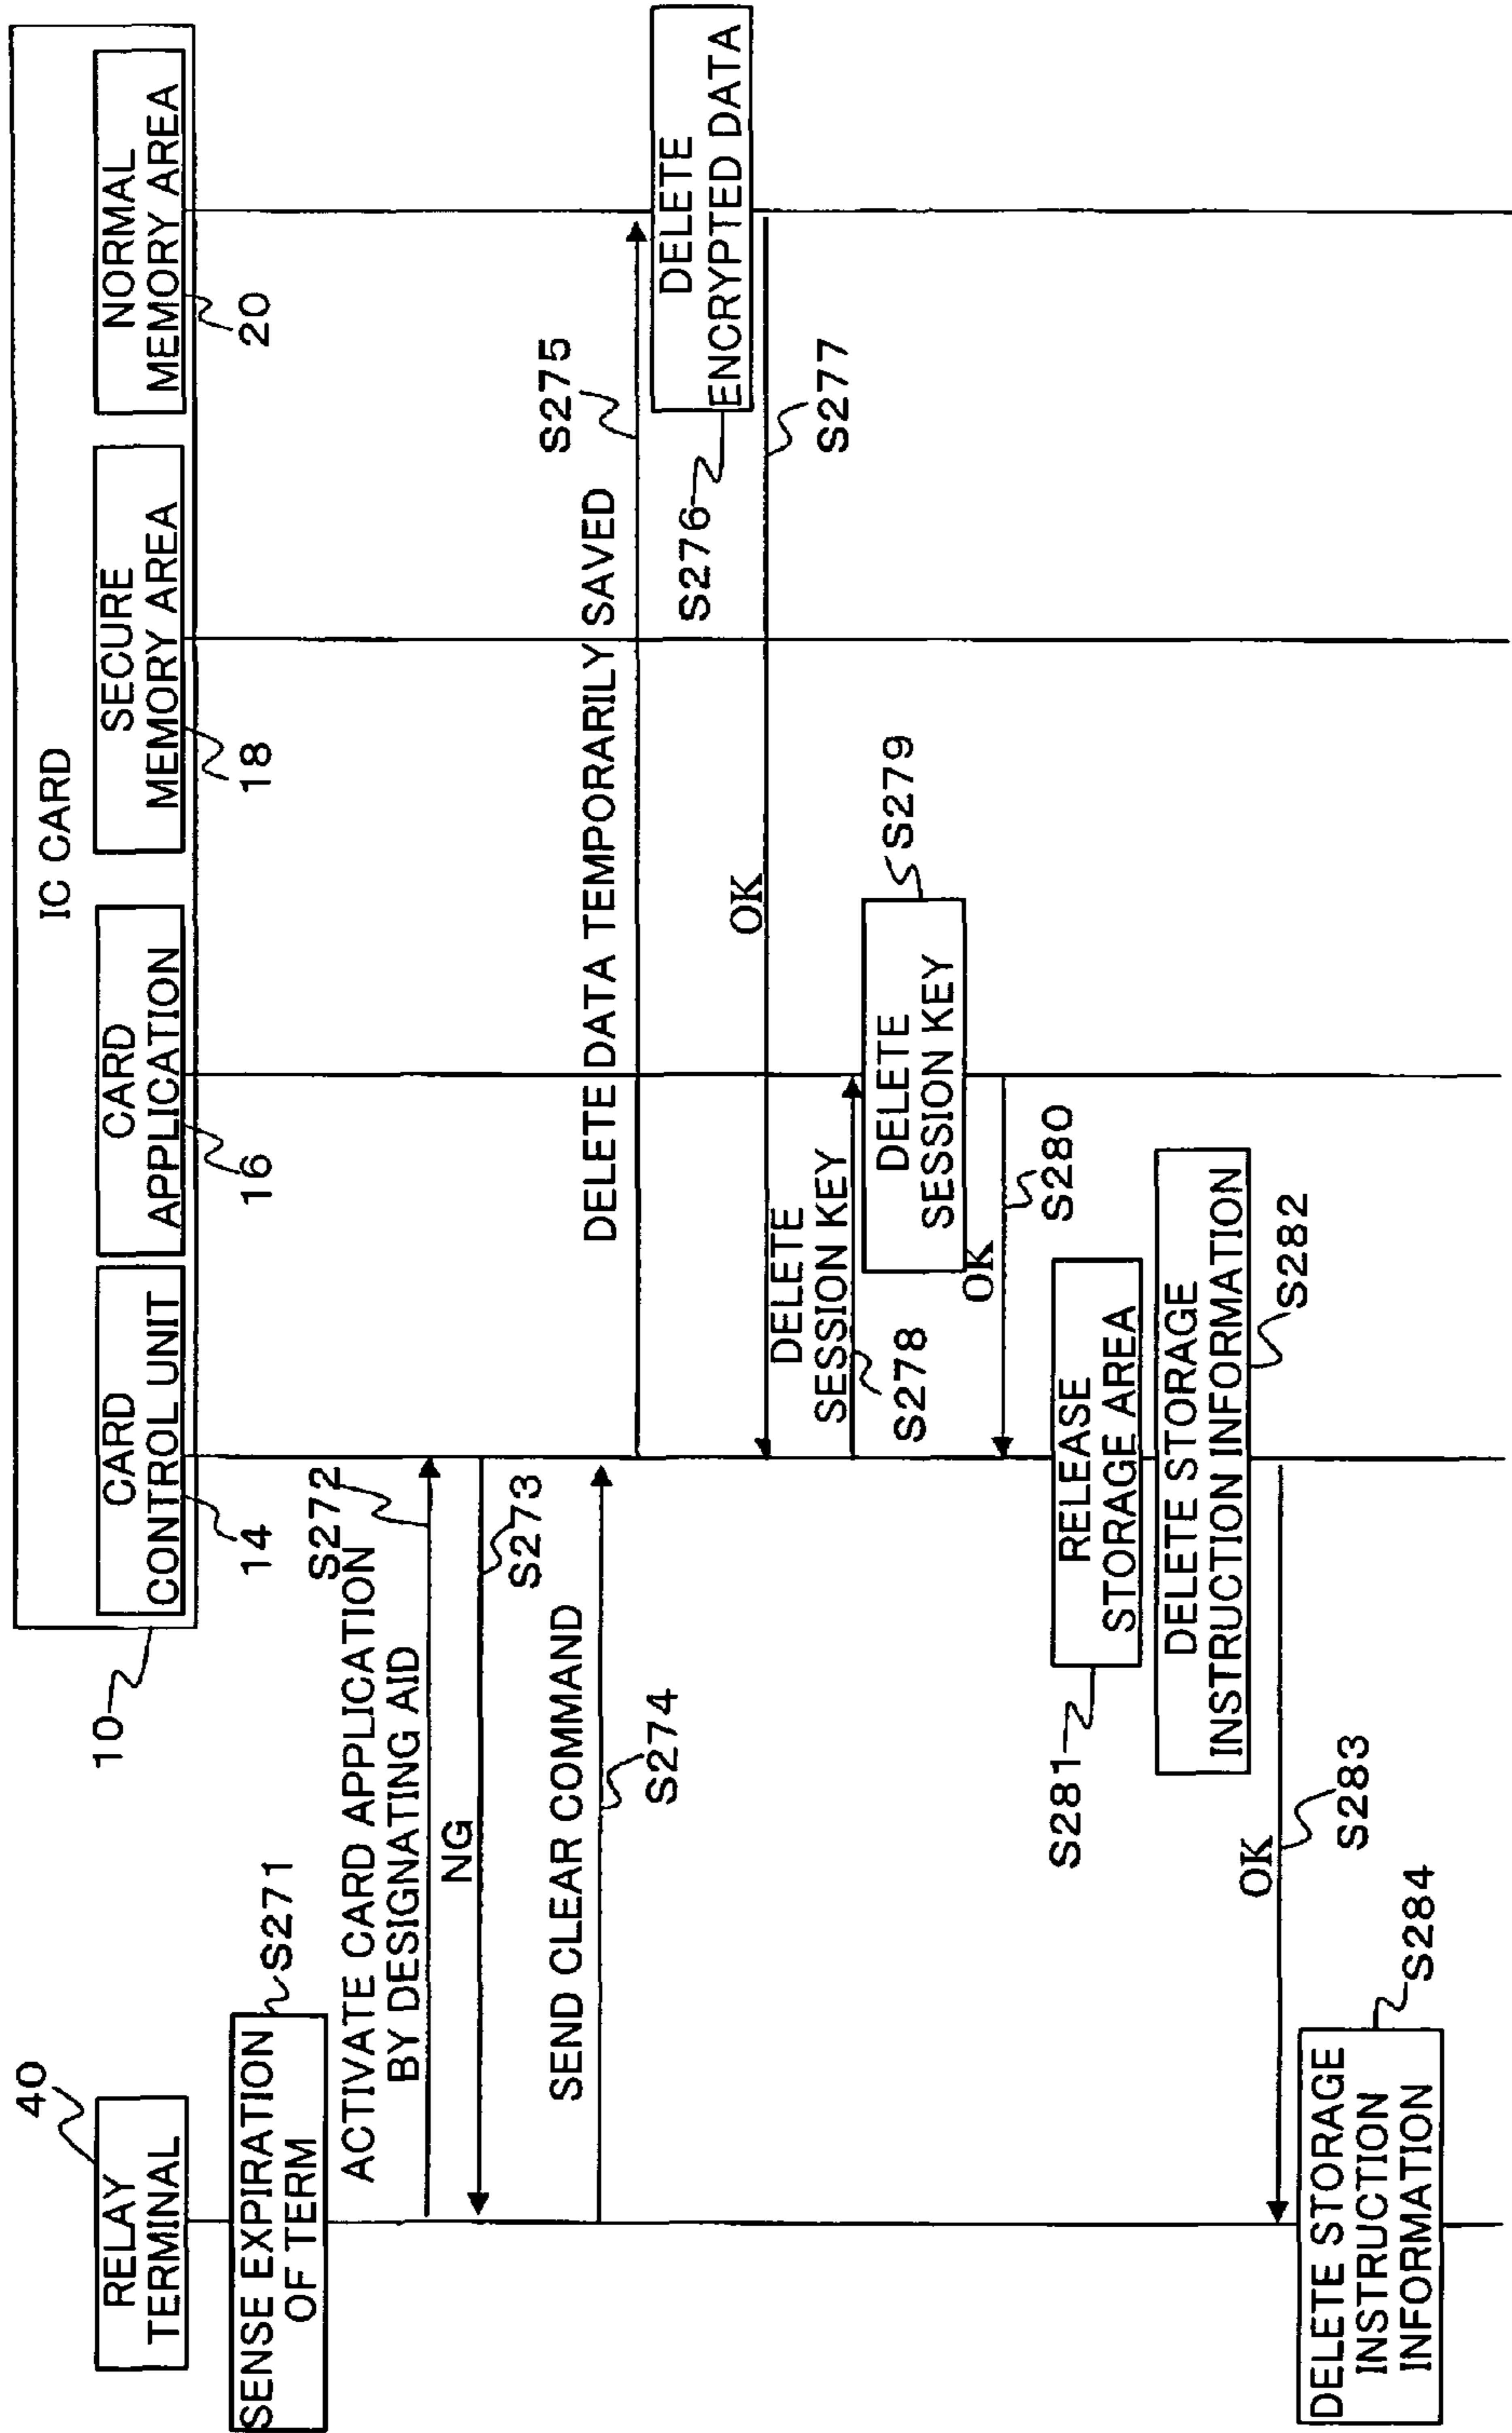 IC CARD
40
RELAY
TERMINAL
10
CARD
CONTROL UNIT
14
CARD
APPLICATION
16
SECURE
MEMORY AREA
18
NORMAL
MEMORY AREA
20
SENSE EXPIRATION
OF TERM
S271
ACTIVATE CARD APPLICATION
BY DESIGNATING AID
S272
NG
S273
SEND CLEAR COMMAND
S274
DELETE DATA TEMPORARILY SAVED
S275
DELETE
ENCRYPTED DATA
S276
OK
S277
DELETE
SESSION KEY
S278
DELETE
SESSION KEY
S279
OK
S280
RELEASE
STORAGE AREA
S281
DELETE STORAGE
INSTRUCTION INFORMATION
S282
OK
S283
DELETE STORAGE
INSTRUCTION
INFORMATION
S284